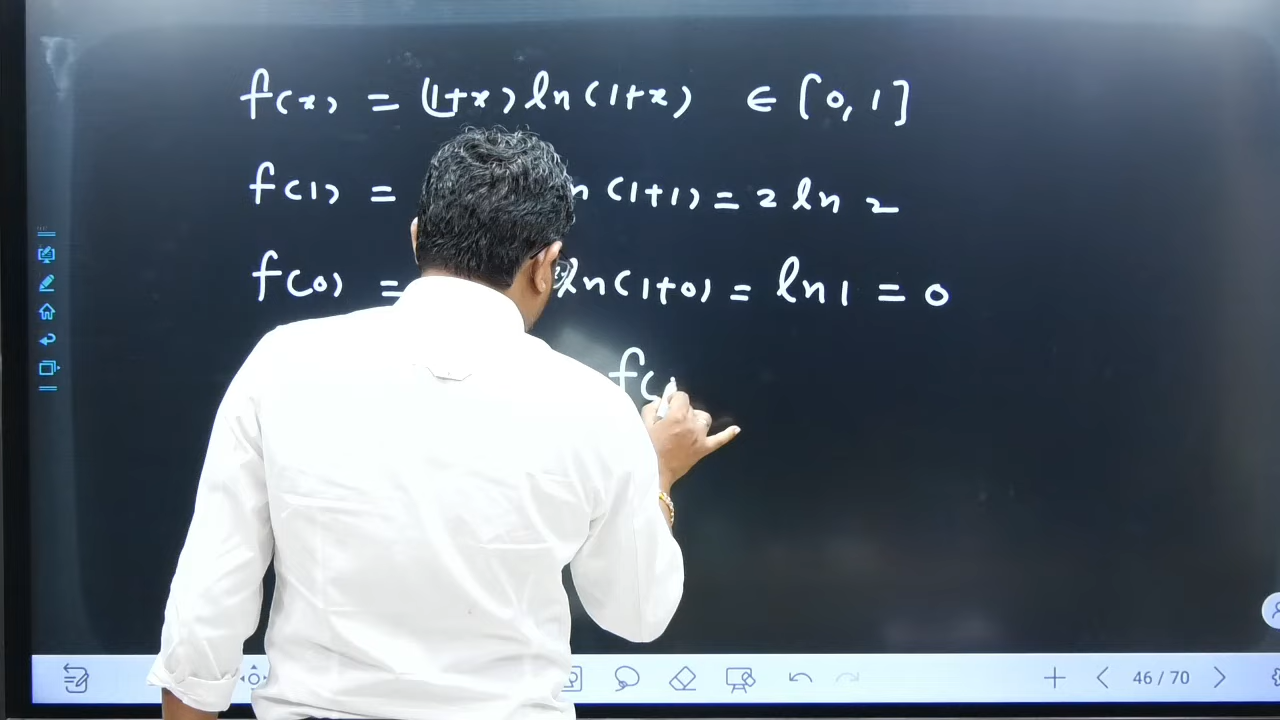 f(x) = (1+x) ln (1+x) ∈ [0, 1]
f(1) = n (1+1) = 2 ln 2
f(0) = ln (1+0) = ln 1 = 0
f(
46 / 70